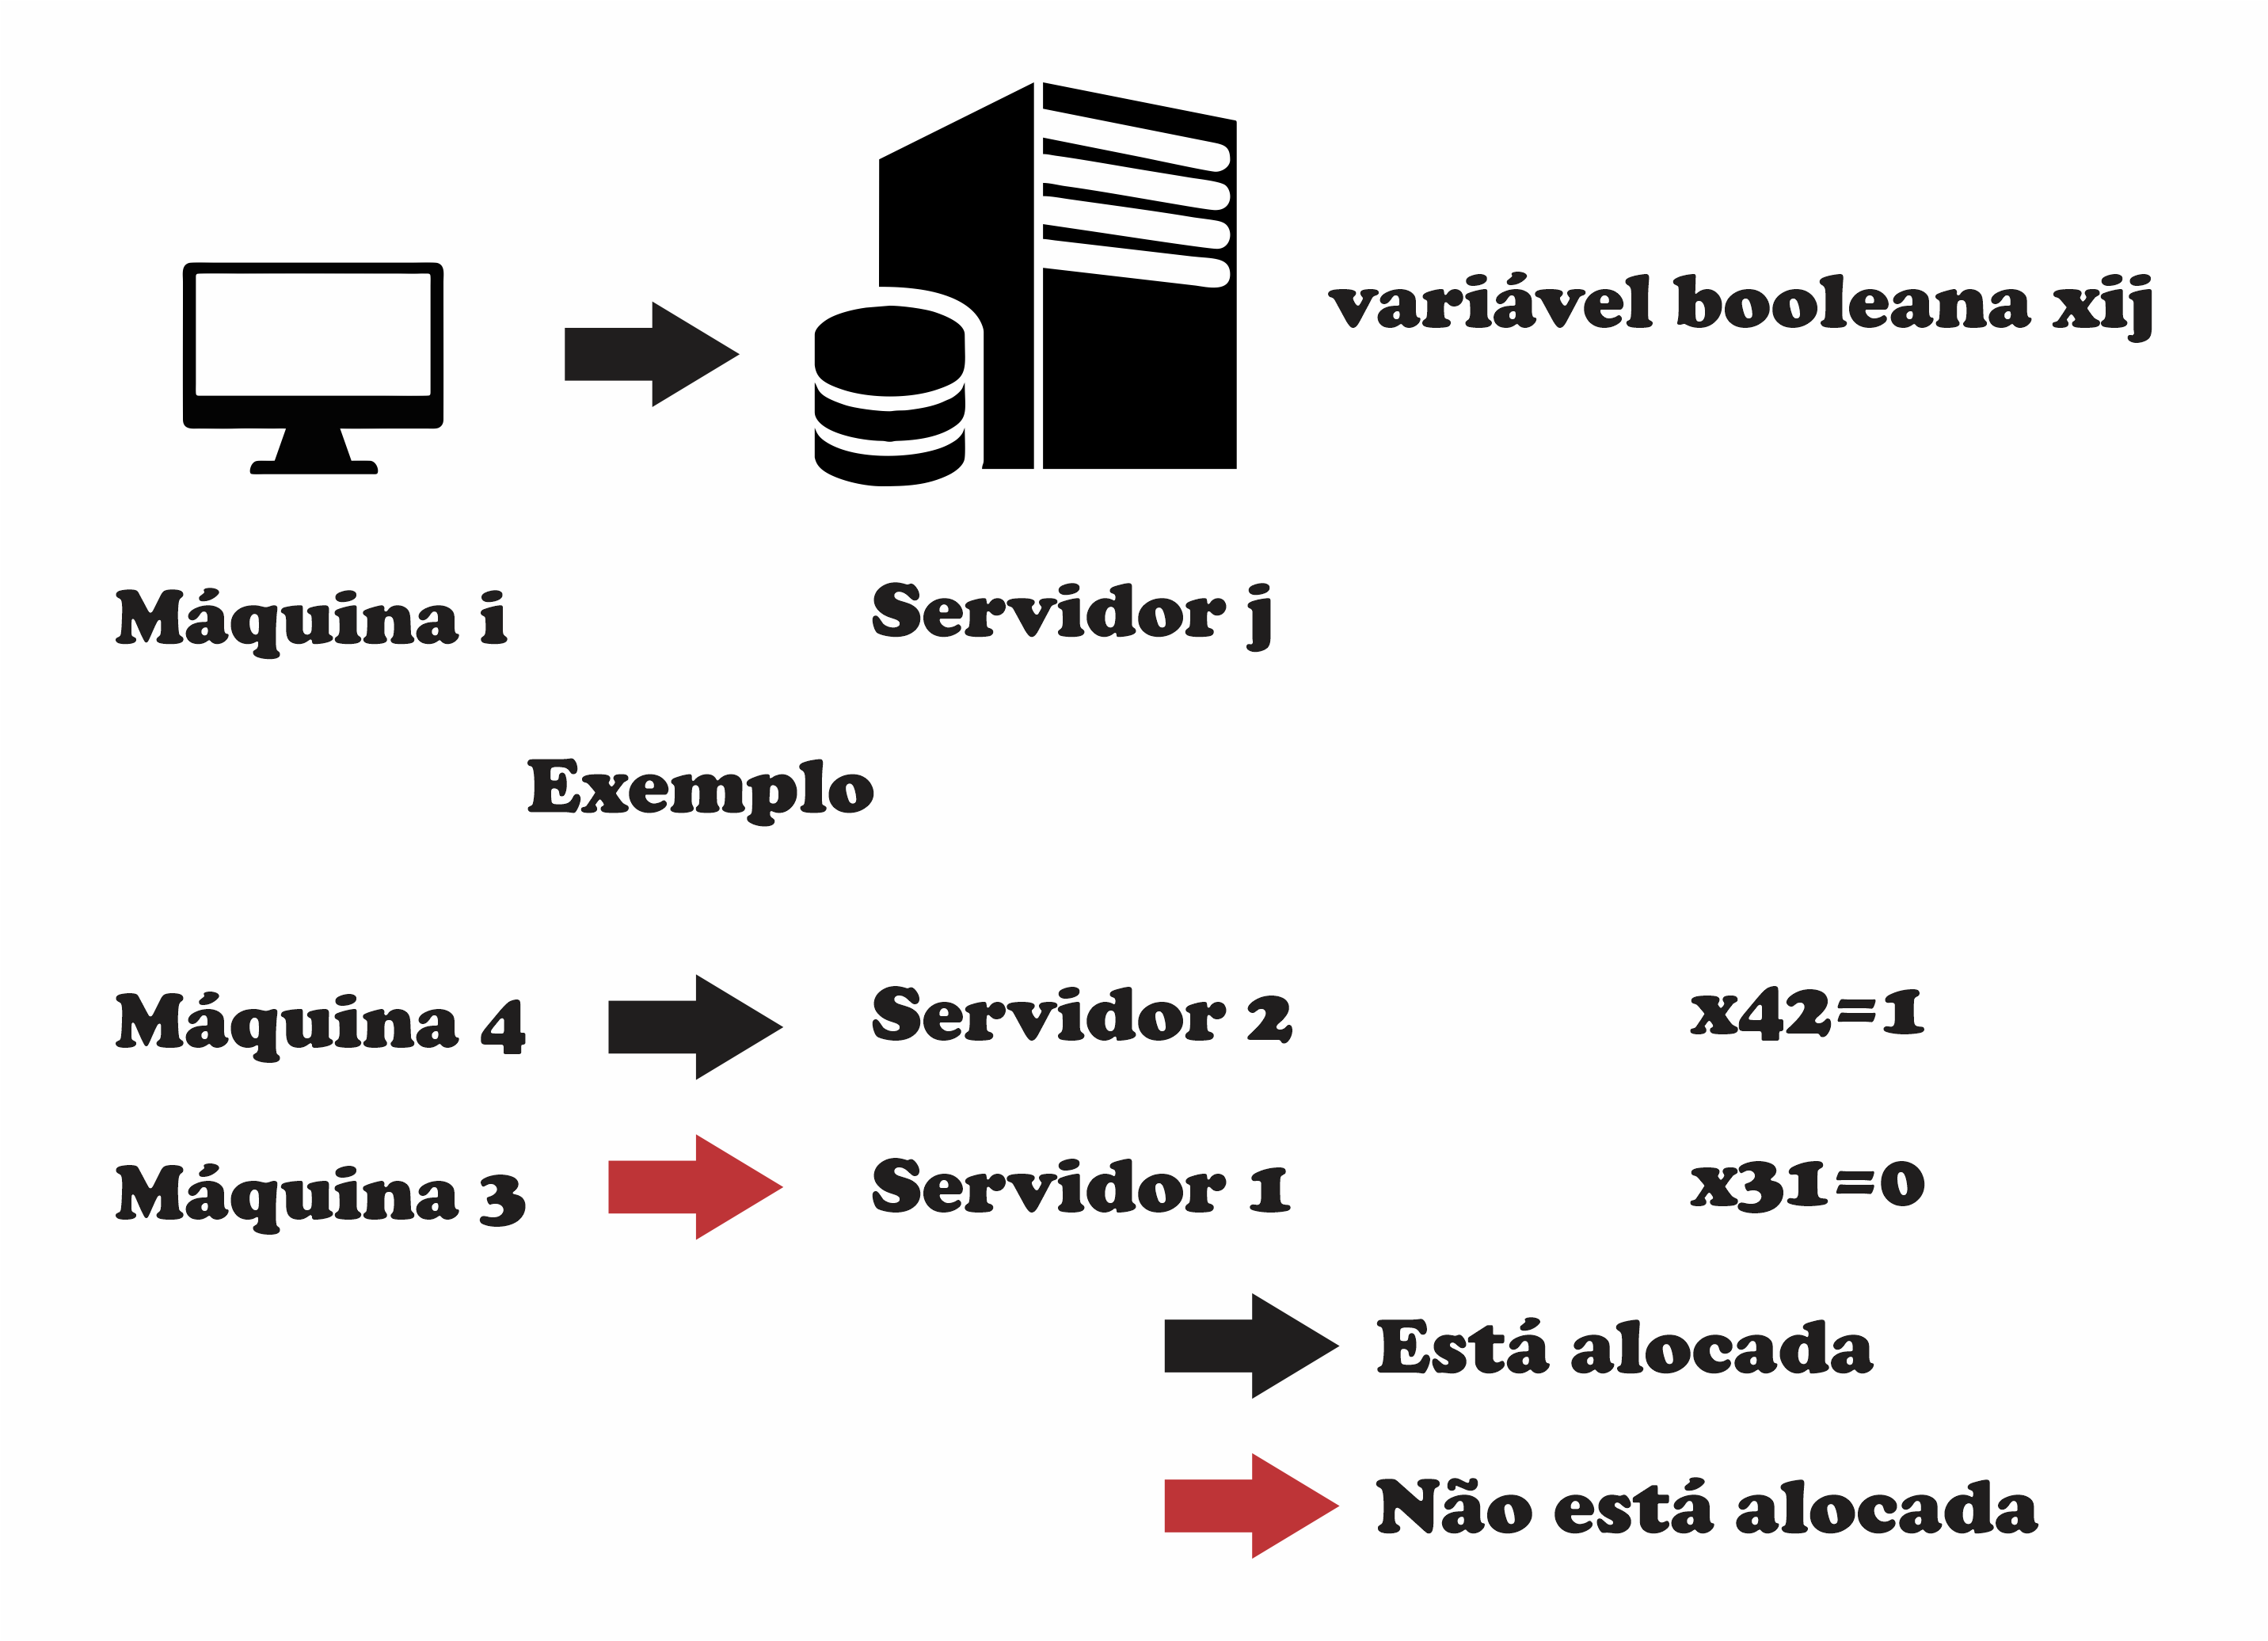 variável boleana xij
Máquina i
Servidor j
Exemplo
Máquina 4
Servidor 2
x42=1
Máquina 3
Servidor 1
x31=0
Está alocada
Não está alocada